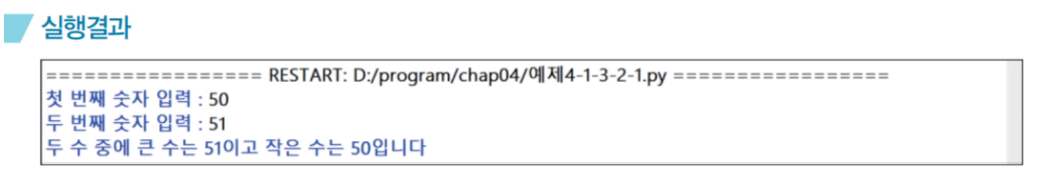 실행결과
================= RESTART: D:/program/chap04/예제4-1-3-2-1.py =================
첫 번째 숫자 입력 : 50
두 번째 숫자 입력 : 51
두 수 중에 큰 수는 51이고 작은 수는 50입니다